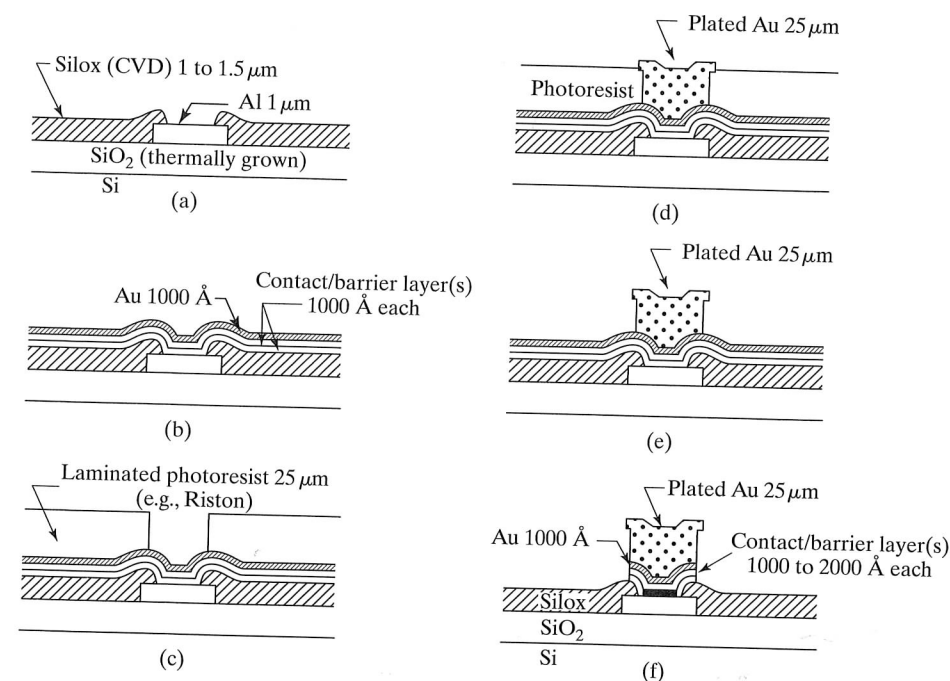 Silox (CVD) 1 to 1.5 μm
Al 1 μm
SiO₂ (thermally grown)
Si
(a)
Contact/barrier layer(s)
Au 1000 Å
1000 Å each
(b)
Laminated photoresist 25 μm
(e.g., Riston)
(c)
Plated Au 25 μm
Photoresist
(d)
Plated Au 25 μm
(e)
Plated Au 25 μm
Au 1000 Å
Contact/barrier layer(s)
1000 to 2000 Å each
Silox
SiO₂
Si
(f)